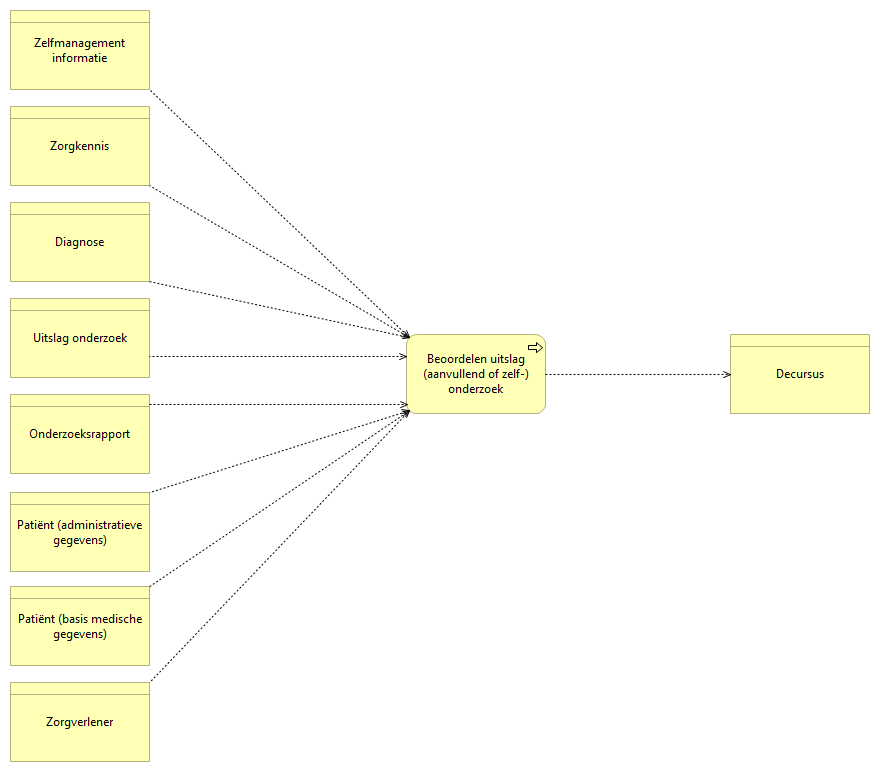 Zelfmanagement
informatie
Zorgkennis
Diagnose
Uitslag onderzoek
Onderzoeksrapport
Patiënt (administratieve
gegevens)
Patiënt (basis medische
gegevens)
Zorgverlener
Beoordelen uitslag
(aanvullend of zelf-)
onderzoek
Decursus